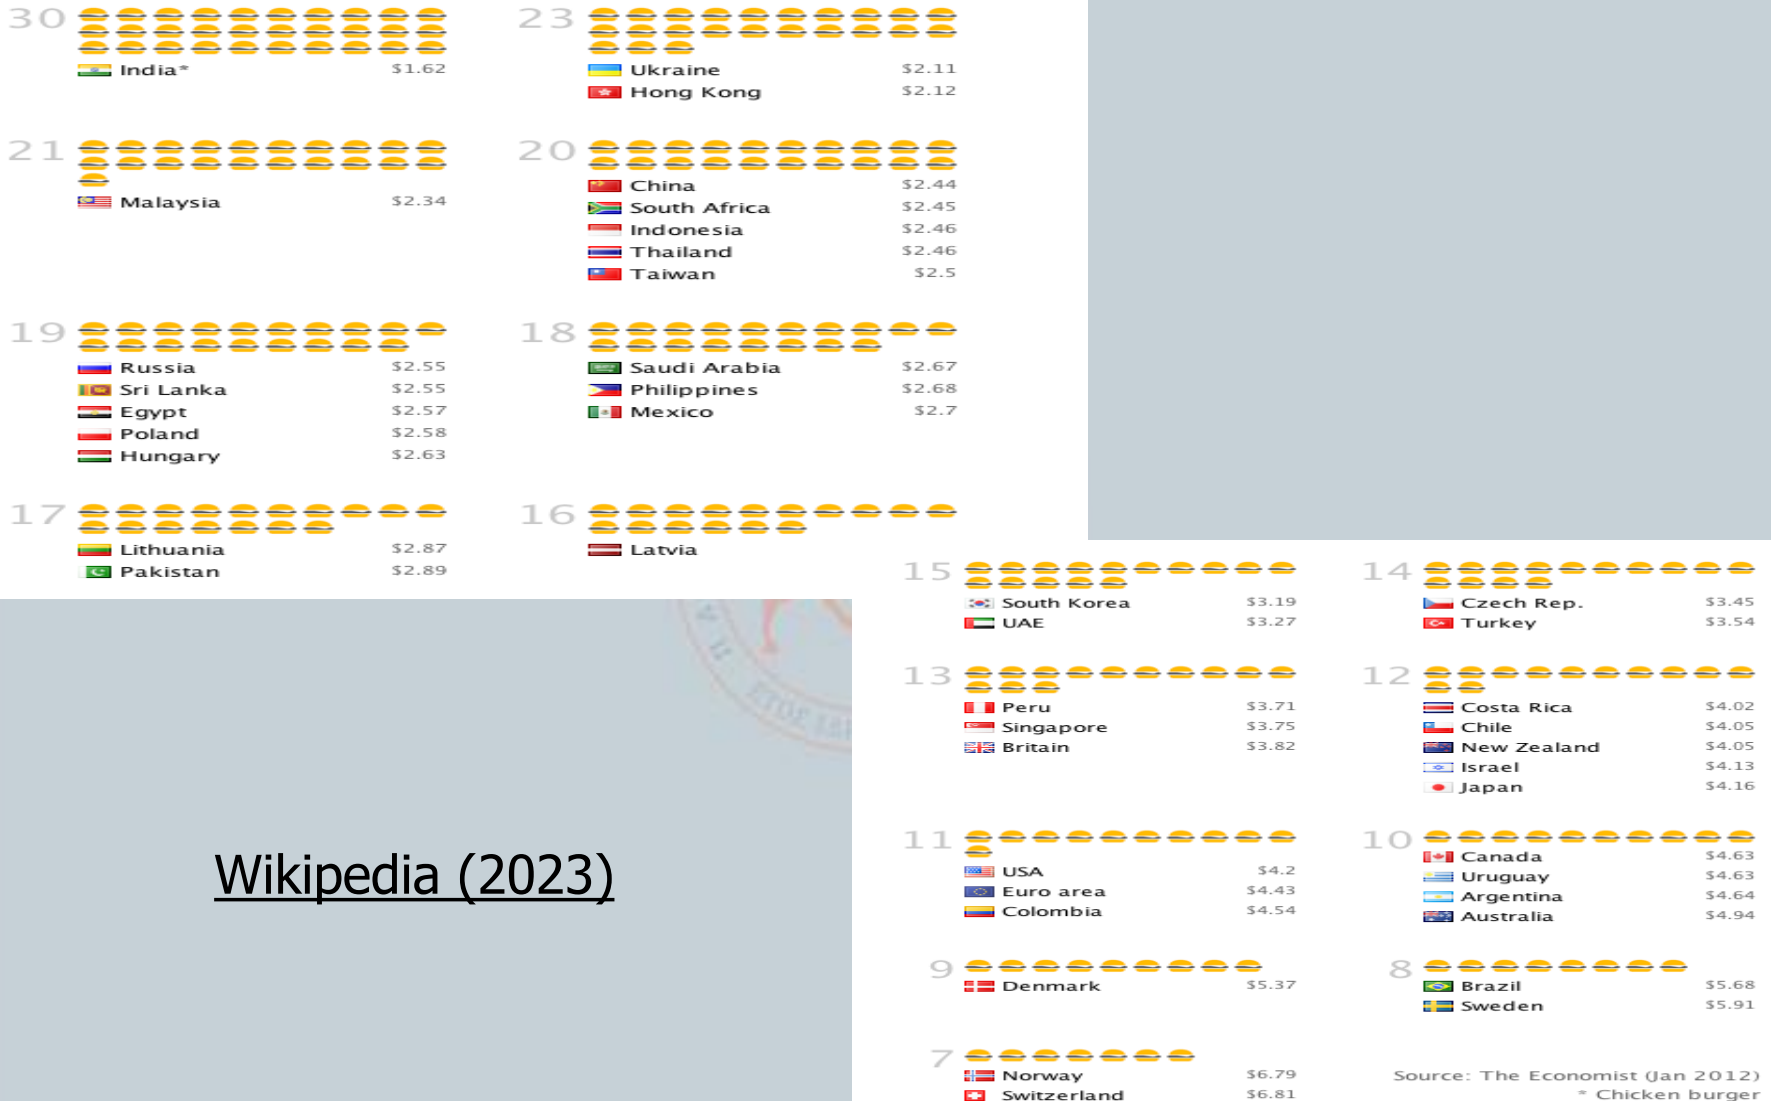 30
India* $1.62
23
Ukraine $2.11
Hong Kong $2.12
21
Malaysia $2.34
20
China $2.44
South Africa $2.45
Indonesia $2.46
Thailand $2.46
Taiwan $2.5
19
Russia $2.55
Sri Lanka $2.55
Egypt $2.57
Poland $2.58
Hungary $2.63
18
Saudi Arabia $2.67
Philippines $2.68
Mexico $2.7
17
Lithuania $2.87
Pakistan $2.89
16
Latvia
15
South Korea $3.19
UAE $3.27
14
Czech Rep. $3.45
Turkey $3.54
13
Peru $3.71
Singapore $3.75
Britain $3.82
12
Costa Rica $4.02
Chile $4.05
New Zealand $4.05
Israel $4.13
Japan $4.16
11
USA $4.2
Euro area $4.43
Colombia $4.54
10
Canada $4.63
Uruguay $4.63
Argentina $4.64
Australia $4.94
9
Denmark $5.37
8
Brazil $5.68
Sweden $5.91
7
Norway $6.79
Switzerland $6.81
Source: The Economist (Jan 2012)
* Chicken burger
Wikipedia (2023)